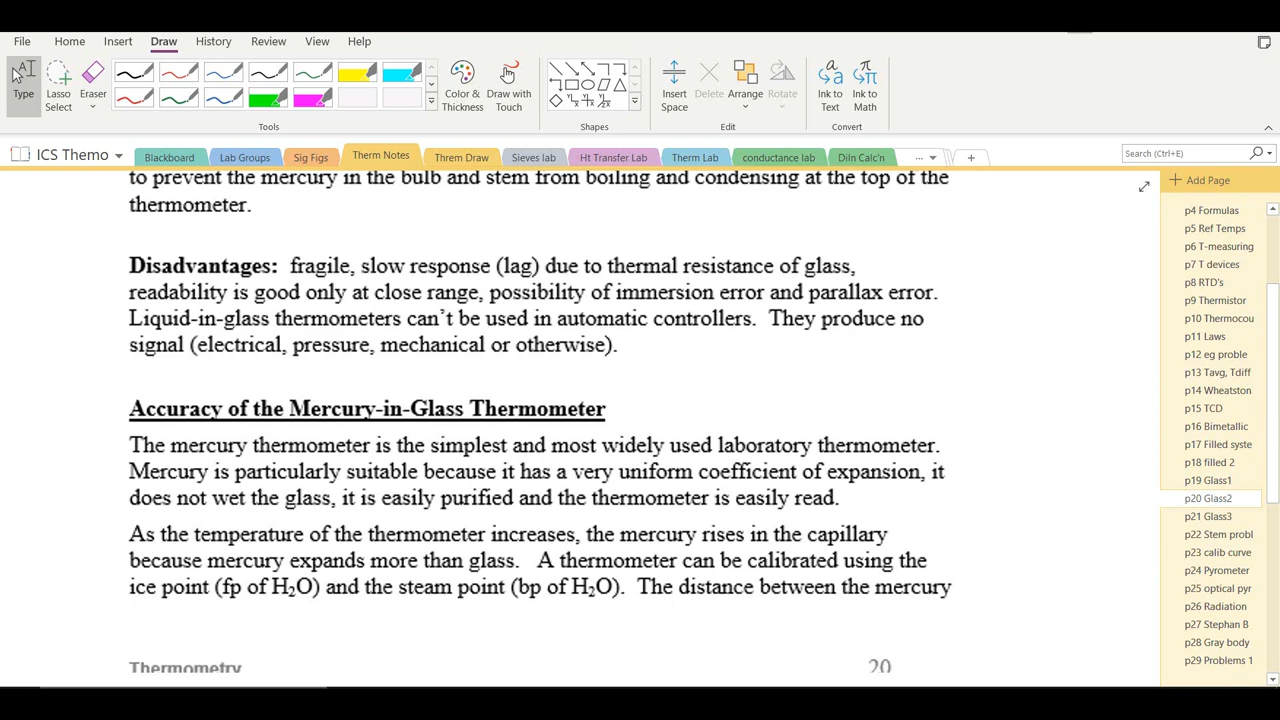 File Home Insert Draw History Review View Help
Type
Lasso Select
Eraser
Color & Thickness
Draw with Touch
Insert Space
Delete
Arrange
Rotate
Ink to Text
Ink to Math
Tools
Shapes
Edit
Convert
ICS Themo
Blackboard
Lab Groups
Sig Figs
Therm Notes
Threm Draw
Sieves lab
Ht Transfer Lab
Therm Lab
conductance lab
Diln Calc'n
...
Search (Ctrl+E)
to prevent the mercury in the bulb and stem from boiling and condensing at the top of the
thermometer.
Disadvantages: fragile, slow response (lag) due to thermal resistance of glass,
readability is good only at close range, possibility of immersion error and parallax error.
Liquid-in-glass thermometers can't be used in automatic controllers. They produce no
signal (electrical, pressure, mechanical or otherwise).
Accuracy of the Mercury-in-Glass Thermometer
The mercury thermometer is the simplest and most widely used laboratory thermometer.
Mercury is particularly suitable because it has a very uniform coefficient of expansion, it
does not wet the glass, it is easily purified and the thermometer is easily read.
As the temperature of the thermometer increases, the mercury rises in the capillary
because mercury expands more than glass. A thermometer can be calibrated using the
ice point (fp of H₂O) and the steam point (bp of H₂O). The distance between the mercury
Thermometry 20
Add Page
p4 Formulas
p5 Ref Temps
p6 T-measuring
p7 T devices
p8 RTD's
p9 Thermistor
p10 Thermocou
p11 Laws
p12 eg proble
p13 Tavg, Tdiff
p14 Wheatston
p15 TCD
p16 Bimetallic
p17 Filled syste
p18 filled 2
p19 Glass1
p20 Glass2
p21 Glass3
p22 Stem probl
p23 calib curve
p24 Pyrometer
p25 optical pyr
p26 Radiation
p27 Stephan B
p28 Gray body
p29 Problems 1